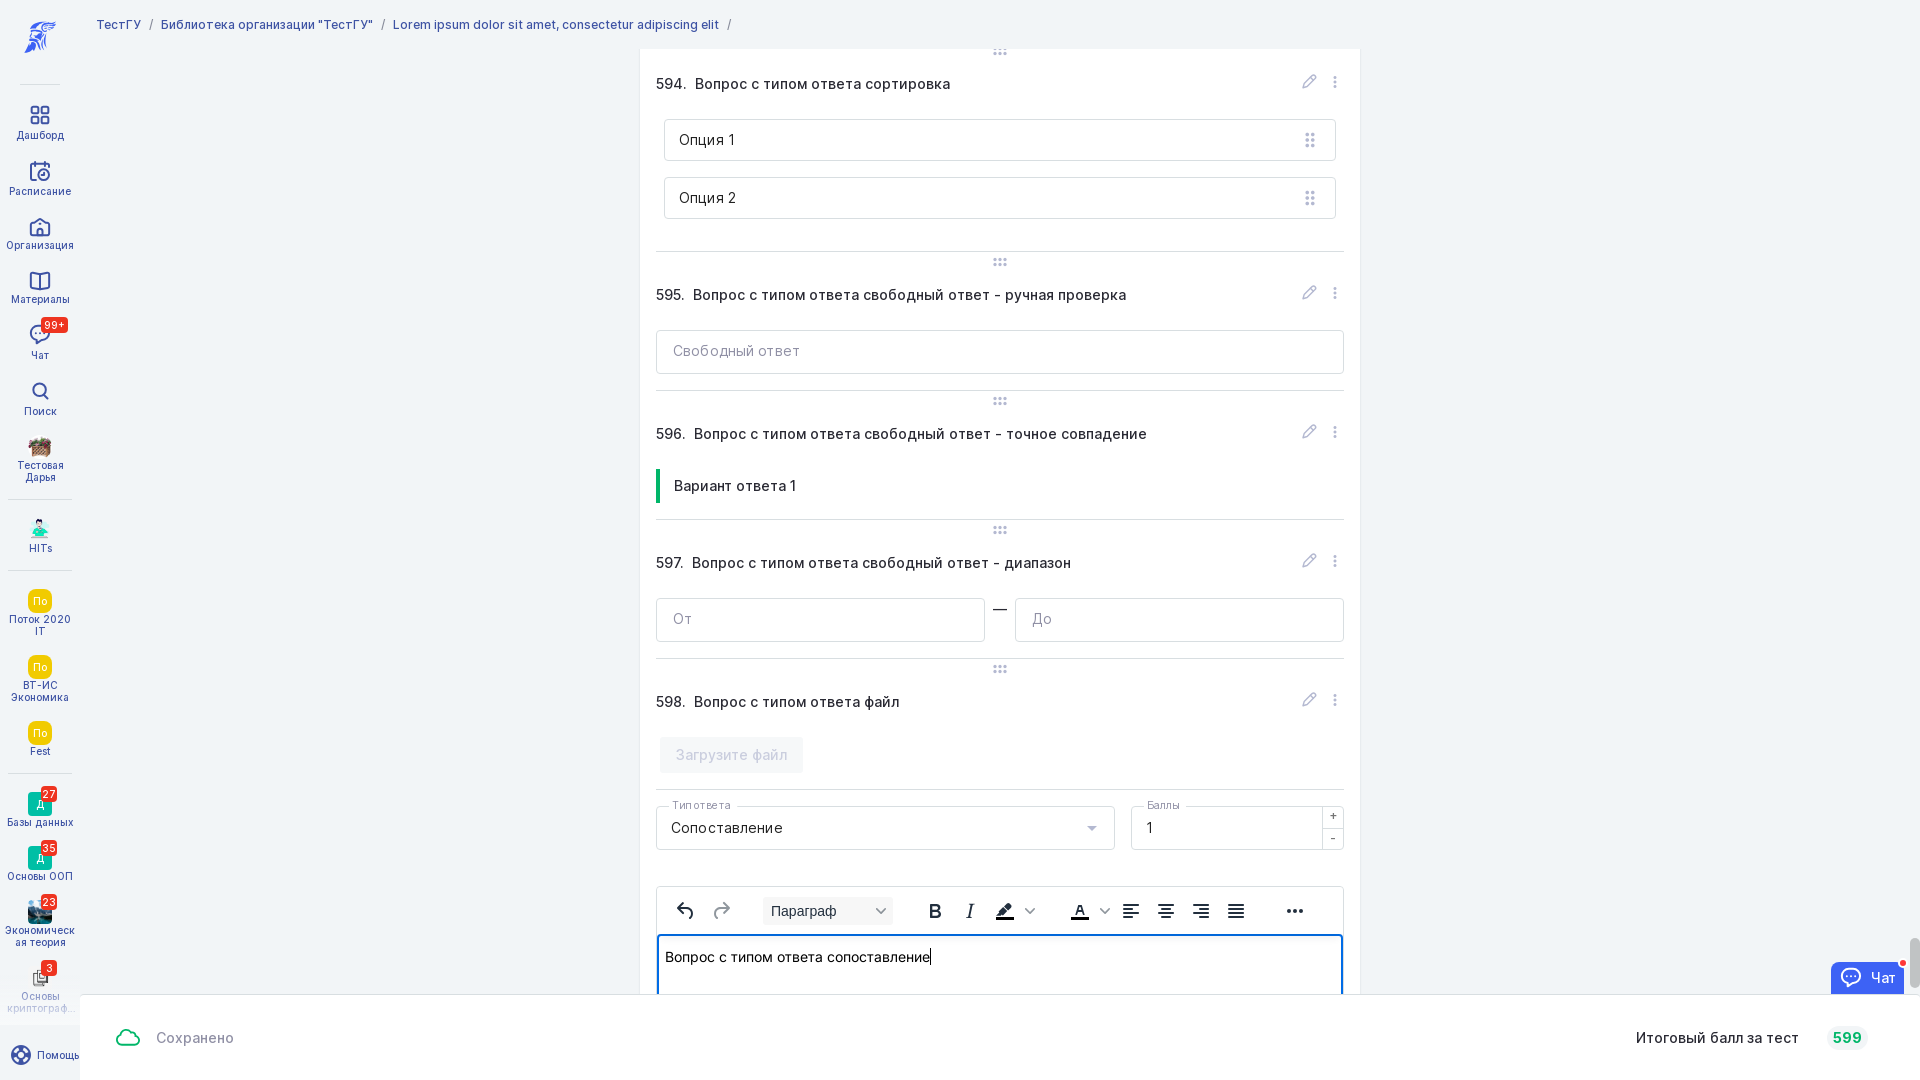 ТестГУ / Библиотека организации "ТестГУ" / Lorem ipsum dolor sit amet, consectetur adipiscing elit /
Дашборд
Расписание
Организация
Материалы
99+
Чат
Поиск
Тестовая
Дарья
HITs
По
Поток 2020
IT
По
ВТ-ИС
Экономика
По
Fest
27
Д
Базы данных
35
Д
Основы ООП
23
Экономическ
ая теория
3
Основы
криптограф...
Помощь
594. Вопрос с типом ответа сортировка
Опция 1
Опция 2
595. Вопрос с типом ответа свободный ответ - ручная проверка
Свободный ответ
596. Вопрос с типом ответа свободный ответ - точное совпадение
Вариант ответа 1
597. Вопрос с типом ответа свободный ответ - диапазон
От — До
598. Вопрос с типом ответа файл
Загрузите файл
Тип ответа
Сопоставление
Баллы
1
+
-
Параграф
Вопрос с типом ответа сопоставление
Чат
Сохранено
Итоговый балл за тест 599